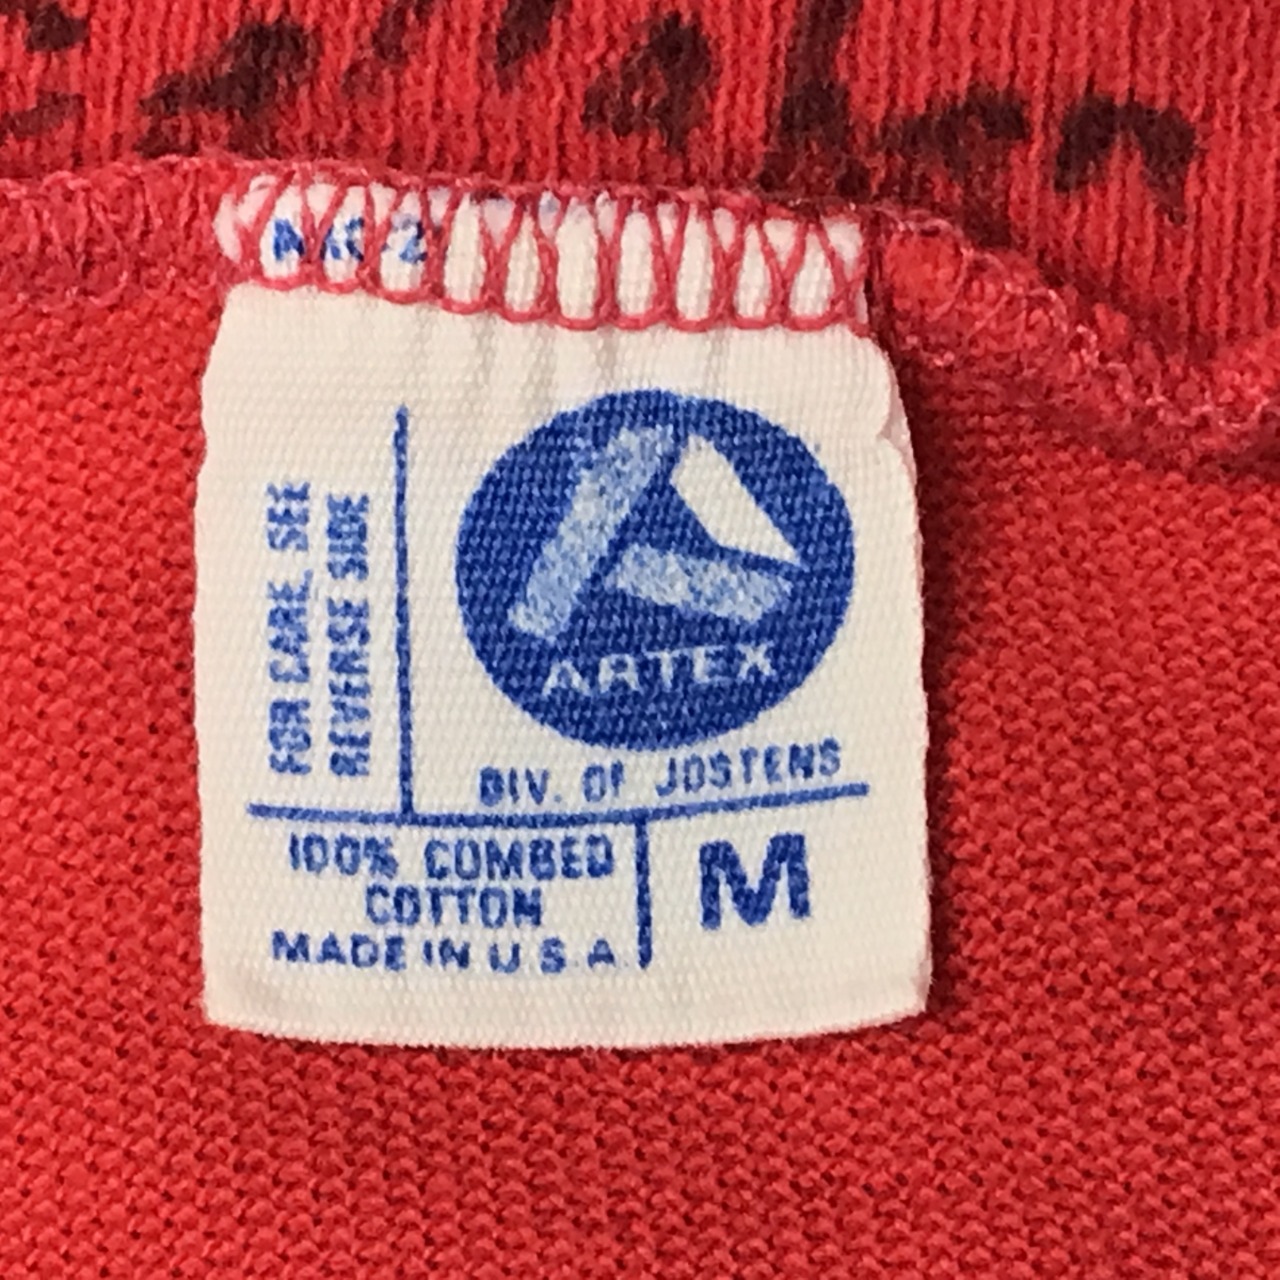 FOR CARE, SEE
REVERSE SIDE
ARTEX
DIV. OF JOSTENS
100% COMBED
COTTON
MADE IN U.S.A.
M